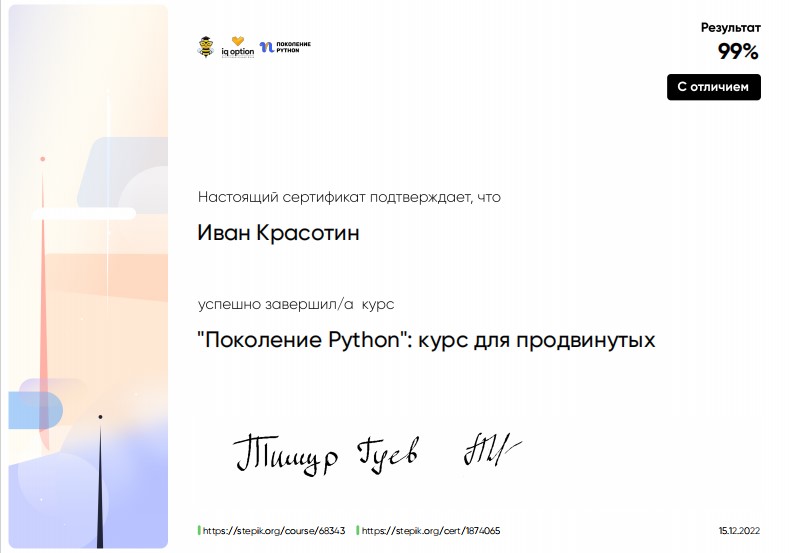 iq option
ПОКОЛЕНИЕ
PYTHON
Результат
99%
С отличием
Настоящий сертификат подтверждает, что
Иван Красотин
успешно завершил/а курс
"Поколение Python": курс для продвинутых
Тимур Гуев
https://stepik.org/course/68343 https://stepik.org/cert/1874065
15.12.2022